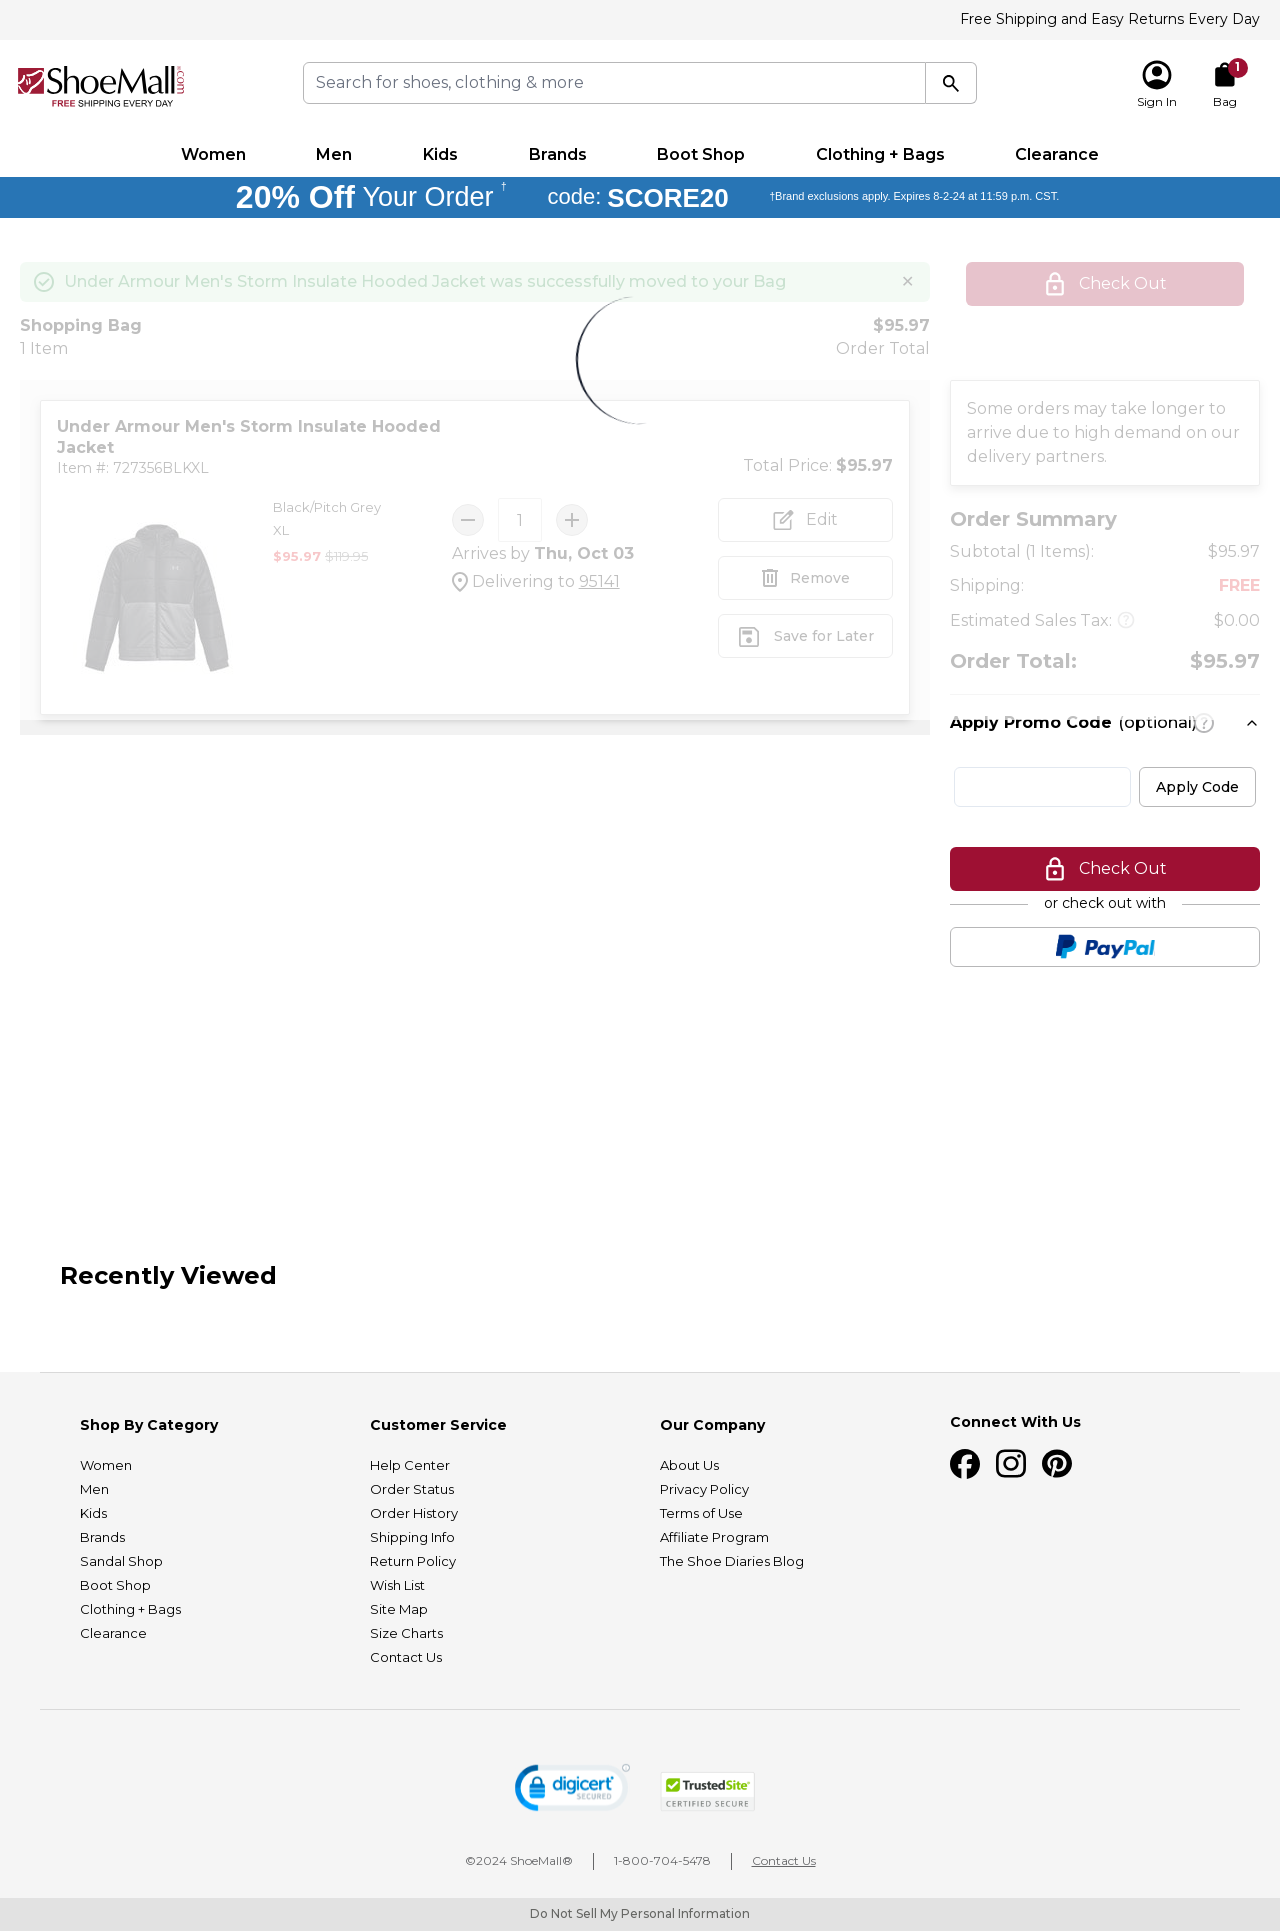 Free Shipping and Easy Returns Every Day
ShoeMall®.com
FREE SHIPPING EVERY DAY
Search for shoes, clothing & more
Sign In
1
Bag
Women Men Kids Brands Boot Shop Clothing + Bags Clearance
20% Off Your Order † code: SCORE20 †Brand exclusions apply. Expires 8-2-24 at 11:59 p.m. CST.
Under Armour Men's Storm Insulate Hooded Jacket was successfully moved to your Bag ×
Check Out
Shopping Bag $95.97
1 Item Order Total
Under Armour Men's Storm Insulate Hooded
Jacket
Item #: 727356BLKXL
Total Price: $95.97
Black/Pitch Grey
XL
$95.97 $119.95
1
Arrives by Thu, Oct 03
Delivering to 95141
Edit
Remove
Save for Later
Some orders may take longer to
arrive due to high demand on our
delivery partners.
Order Summary
Subtotal (1 Items): $95.97
Shipping: FREE
Estimated Sales Tax: ? $0.00
Order Total: $95.97
Apply Promo Code (optional) ?
Apply Code
Check Out
or check out with
PayPal
Recently Viewed
Shop By Category
Women
Men
Kids
Brands
Sandal Shop
Boot Shop
Clothing + Bags
Clearance
Customer Service
Help Center
Order Status
Order History
Shipping Info
Return Policy
Wish List
Site Map
Size Charts
Contact Us
Our Company
About Us
Privacy Policy
Terms of Use
Affiliate Program
The Shoe Diaries Blog
Connect With Us
digicert®
SECURED
TrustedSite®
CERTIFIED SECURE
©2024 ShoeMall® 1-800-704-5478 Contact Us
Do Not Sell My Personal Information